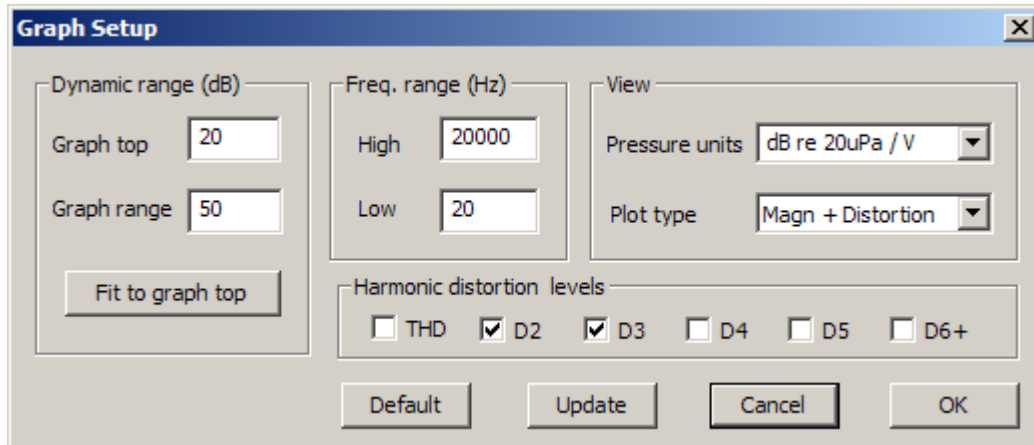 Graph Setup
Dynamic range (dB)
Graph top 20
Graph range 50
Fit to graph top
Freq. range (Hz)
High 20000
Low 20
View
Pressure units dB re 20uPa / V
Plot type Magn + Distortion
Harmonic distortion levels
THD D2 D3 D4 D5 D6+
Default Update Cancel OK